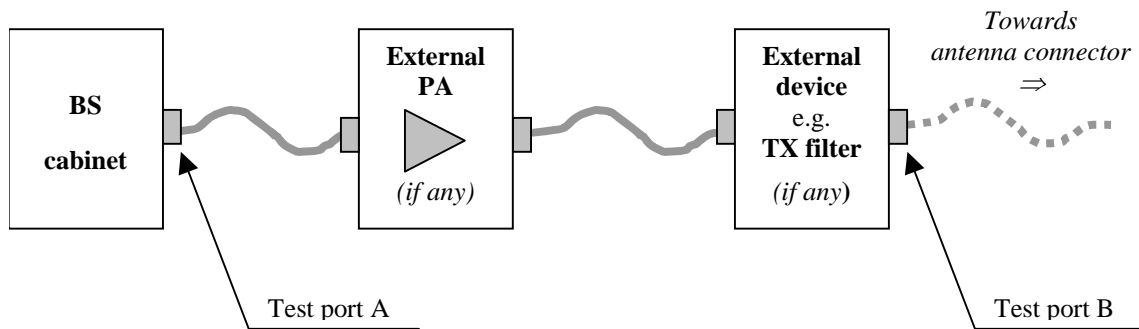 BS
cabinet
External
PA
(if any)
External
device
e.g.
TX filter
(if any)
Towards
antenna connector
⇒
Test port A
Test port B